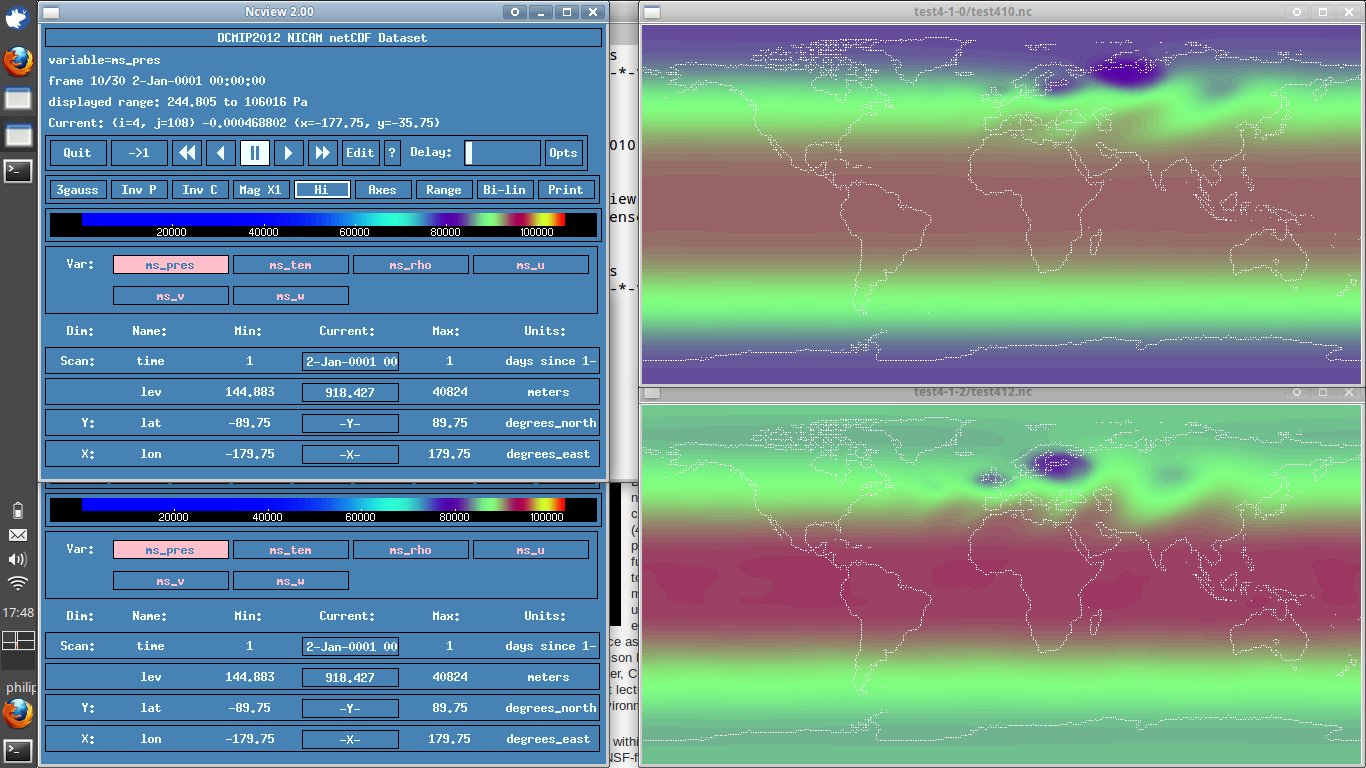 Ncview 2.00
DCMIP2012 NICAM netCDF Dataset
variable=ms_pres
frame 10/30 2-Jan-0001 00:00:00
displayed range: 244.805 to 106016 Pa
Current: (i=4, j=108) -0.000468802 (x=-177.75, y=-35.75)
Quit ->1 Edit ? Delay: Opts
3gauss Inv P Inv C Mag X1 Hi Axes Range Bi-lin Print
20000 40000 60000 80000 100000
Var: ms_pres ms_tem ms_rho ms_u
ms_v ms_w
Dim: Name: Min: Current: Max: Units:
Scan: time 1 2-Jan-0001 00 1 days since 1-
lev 144.883 918.427 40824 meters
Y: lat -89.75 -Y- 89.75 degrees_north
X: lon -179.75 -X- 179.75 degrees_east
20000 40000 60000 80000 100000
Var: ms_pres ms_tem ms_rho ms_u
ms_v ms_w
Dim: Name: Min: Current: Max: Units:
Scan: time 1 2-Jan-0001 00 1 days since 1-
lev 144.883 918.427 40824 meters
Y: lat -89.75 -Y- 89.75 degrees_north
X: lon -179.75 -X- 179.75 degrees_east
test4-1-0/test410.nc
test4-1-2/test412.nc
17:48
philip